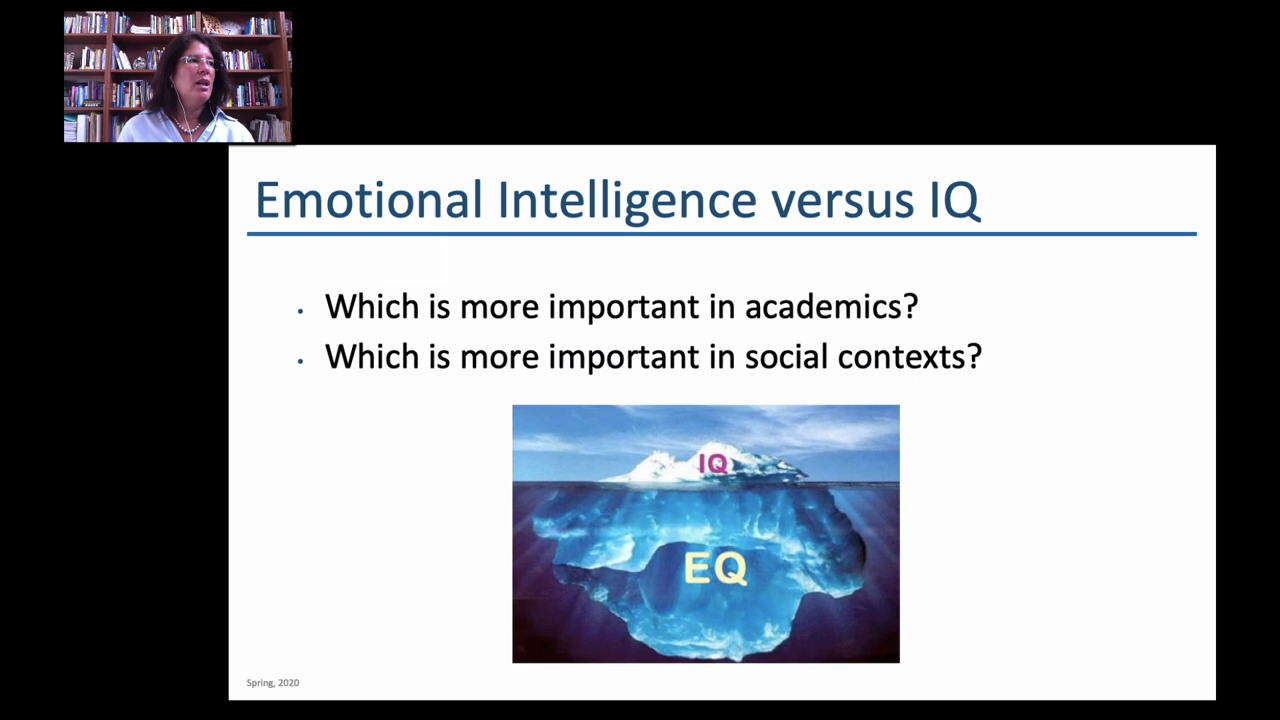 Emotional Intelligence versus IQ
Which is more important in academics?
Which is more important in social contexts?
IQ
EQ
Spring, 2020